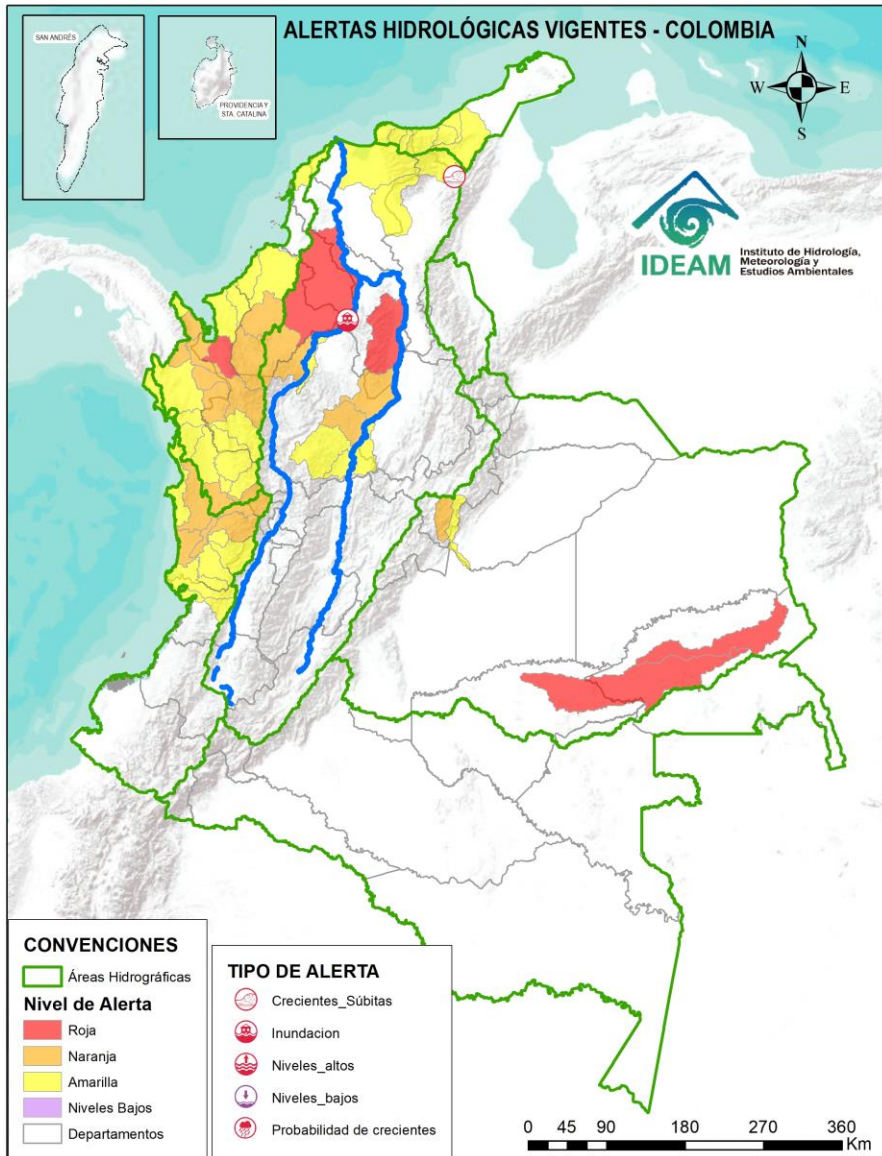 ALERTAS HIDROLÓGICAS VIGENTES - COLOMBIA
SAN ANDRÉS
PROVIDENCIA Y
STA. CATALINA
N
W
E
S
IDEAM
Instituto de Hidrología,
Meteorología y
Estudios Ambientales
CONVENCIONES
Áreas Hidrográficas
Nivel de Alerta
Roja
Naranja
Amarilla
Niveles Bajos
Departamentos
TIPO DE ALERTA
Crecientes_Súbitas
Inundacion
Niveles_altos
Niveles_bajos
Probabilidad de crecientes
0 45 90 180 270 360
Km